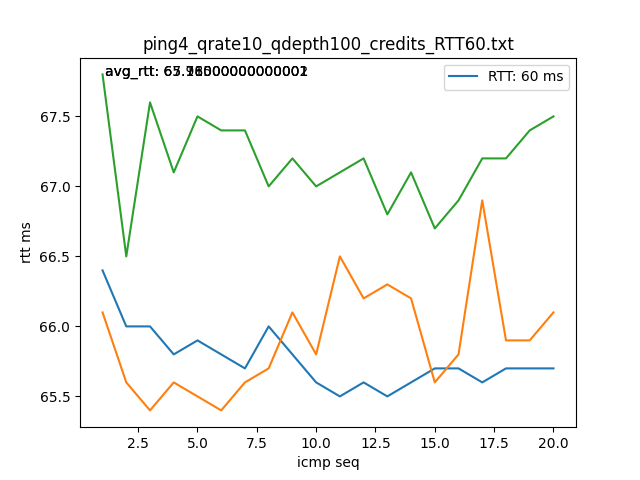 ping4_qrate10_qdepth100_credits_RTT60.txt
avg_rtt:
RTT: 60 ms
67.5
67.0
66.5
66.0
65.5
rtt ms
2.5 5.0 7.5 10.0 12.5 15.0 17.5 20.0
icmp seq